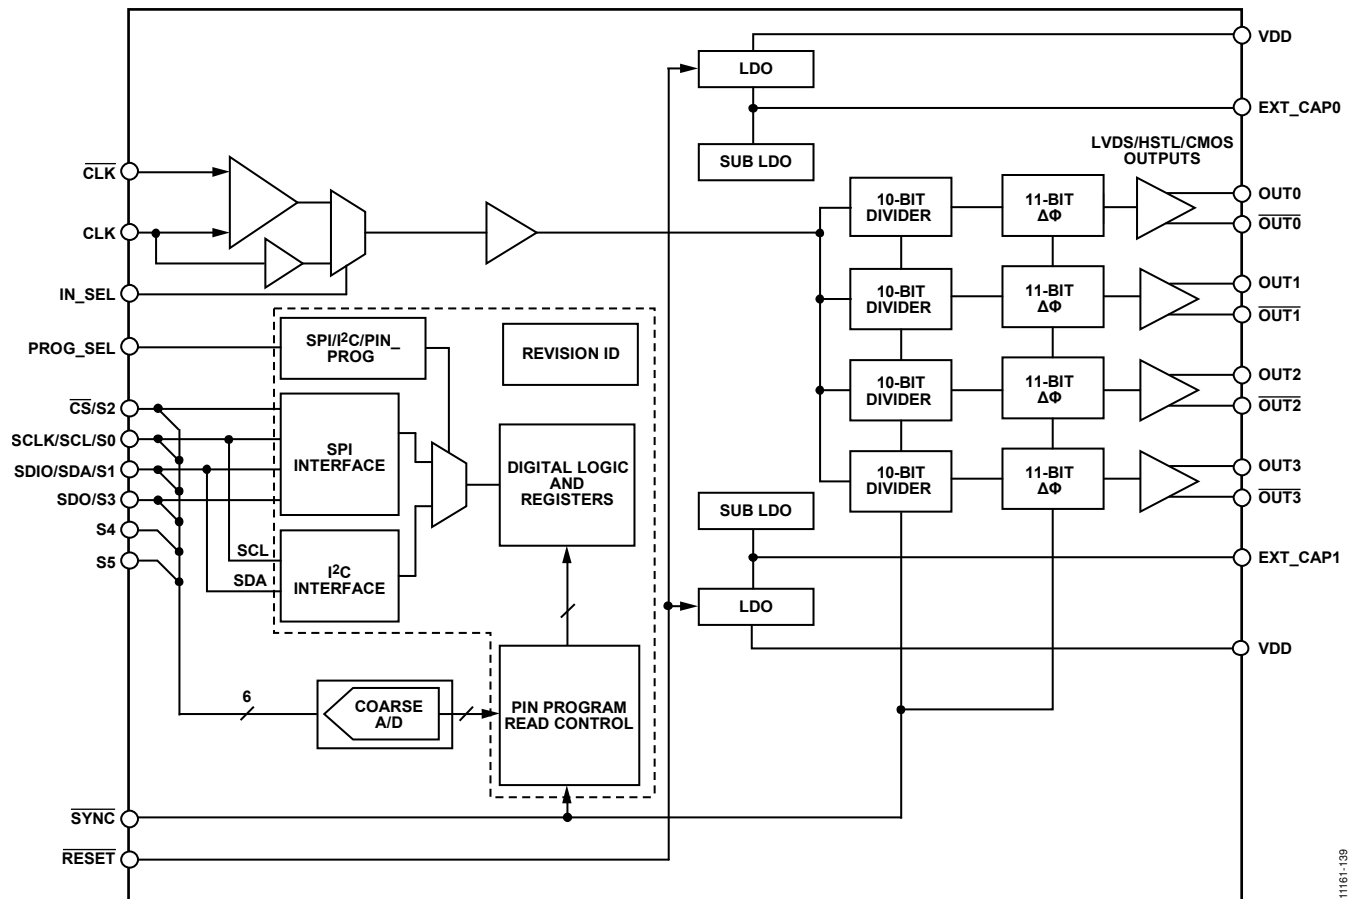 VDD
LDO
EXT_CAP0
SUB LDO
LVDS/HSTL/CMOS
OUTPUTS
CLK
CLK
IN_SEL
10-BIT
DIVIDER
11-BIT
ΔΦ
OUT0
OUT0
10-BIT
DIVIDER
11-BIT
ΔΦ
OUT1
OUT1
10-BIT
DIVIDER
11-BIT
ΔΦ
OUT2
OUT2
10-BIT
DIVIDER
11-BIT
ΔΦ
OUT3
OUT3
PROG_SEL
SPI/I²C/PIN_
PROG
REVISION ID
CS/S2
SCLK/SCL/S0
SDIO/SDA/S1
SDO/S3
S4
S5
SPI
INTERFACE
DIGITAL LOGIC
AND
REGISTERS
SCL
SDA
I²C
INTERFACE
SUB LDO
EXT_CAP1
LDO
VDD
6
COARSE
A/D
PIN PROGRAM
READ CONTROL
SYNC
RESET
11161-139